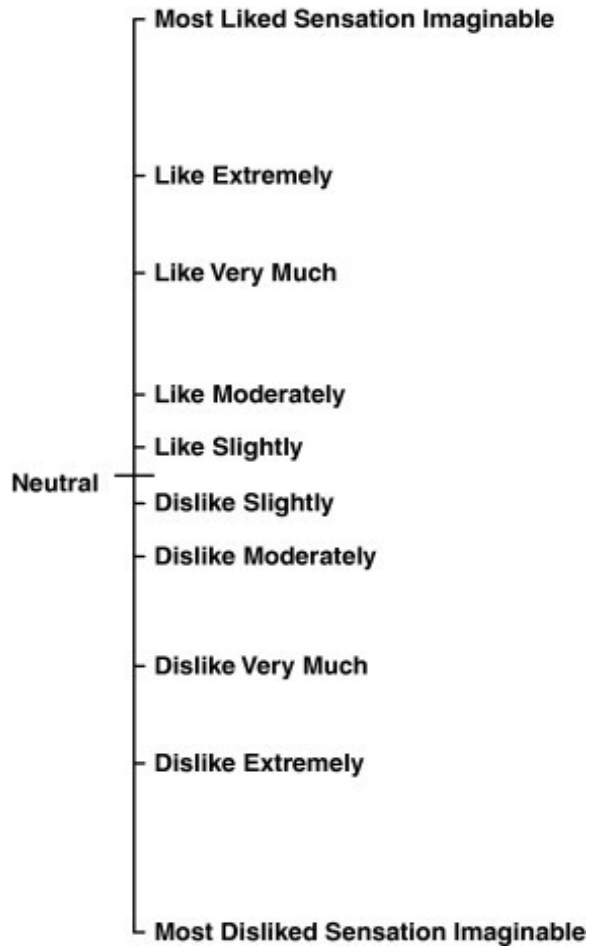 Most Liked Sensation Imaginable
Like Extremely
Like Very Much
Like Moderately
Like Slightly
Neutral
Dislike Slightly
Dislike Moderately
Dislike Very Much
Dislike Extremely
Most Disliked Sensation Imaginable